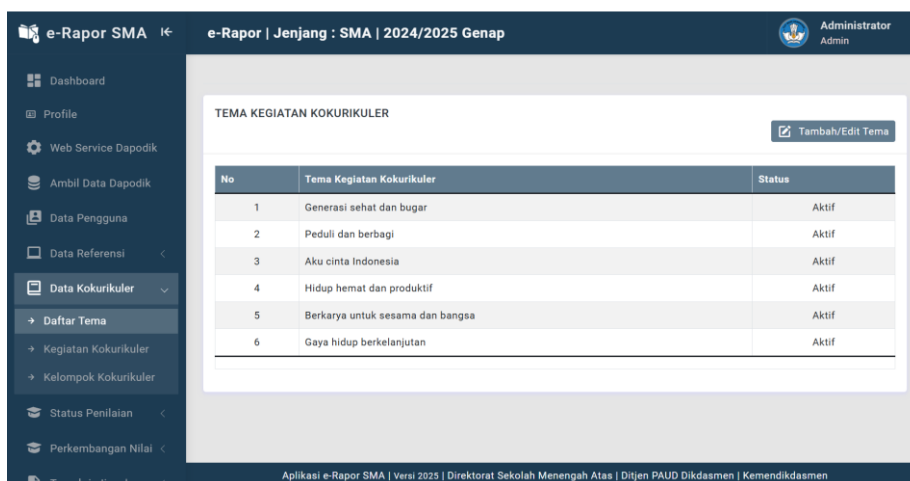 e-Rapor SMA
e-Rapor | Jenjang : SMA | 2024/2025 Genap
Administrator
Admin
Dashboard
Profile
Web Service Dapodik
Ambil Data Dapodik
Data Pengguna
Data Referensi
Data Kokurikuler
Daftar Tema
Kegiatan Kokurikuler
Kelompok Kokurikuler
Status Penilaian
Perkembangan Nilai
TEMA KEGIATAN KOKURIKULER
Tambah/Edit Tema
No Tema Kegiatan Kokurikuler Status
1 Generasi sehat dan bugar Aktif
2 Peduli dan berbagi Aktif
3 Aku cinta Indonesia Aktif
4 Hidup hemat dan produktif Aktif
5 Berkarya untuk sesama dan bangsa Aktif
6 Gaya hidup berkelanjutan Aktif
Aplikasi e-Rapor SMA | Versi 2025 | Direktorat Sekolah Menengah Atas | Ditjen PAUD Dikdasmen | Kemendikdasmen